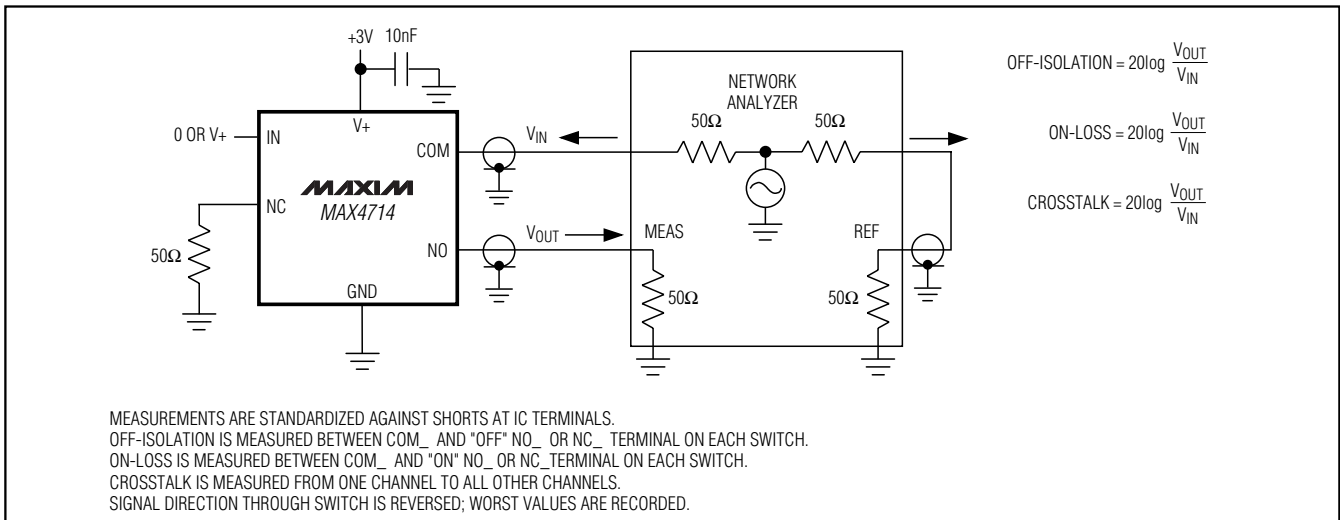 +3V 10nF
V+
0 OR V+
IN
COM
MAXIM
MAX4714
NC
NO
50Ω
GND
VIN
VOUT
NETWORK
ANALYZER
50Ω 50Ω
MEAS REF
50Ω 50Ω
OFF-ISOLATION = 20log VOUT
VIN
ON-LOSS = 20log VOUT
VIN
CROSSTALK = 20log VOUT
VIN
MEASUREMENTS ARE STANDARDIZED AGAINST SHORTS AT IC TERMINALS.
OFF-ISOLATION IS MEASURED BETWEEN COM_ AND "OFF" NO_ OR NC_ TERMINAL ON EACH SWITCH.
ON-LOSS IS MEASURED BETWEEN COM_ AND "ON" NO_ OR NC_TERMINAL ON EACH SWITCH.
CROSSTALK IS MEASURED FROM ONE CHANNEL TO ALL OTHER CHANNELS.
SIGNAL DIRECTION THROUGH SWITCH IS REVERSED; WORST VALUES ARE RECORDED.